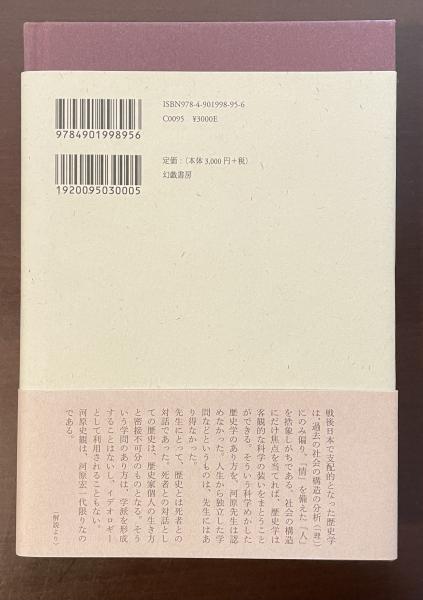 ISBN978-4-901998-95-6
C0095 ¥3000E
9784901998956
定価:(本体3,000円+税)
幻戯書房
1920095030005
戦後日本で支配的となった歴史学
は、過去の社会の構造の分析(「理」)
にのみ偏り、「情」を備えた「人」
を捨象しがちである。社会の構造
にだけ焦点を当てれば、歴史学は
客観的な科学の装いをまとうこと
ができる。そういう科学めかした
歴史学のあり方を、河原先生は認
めなかった。人生から独立した学
問などというものは、先生にはあ
り得なかった。
先生にとって、歴史とは死者との
対話であった。死者との対話とし
ての歴史は、歴史家個人の生き方
と密接不可分のものとなる。そう
いう学問のあり方は、学派を形成
することはないし、イデオロギー
として利用されることもない。
河原史観は、河原宏一代限りなの
である。
(解説より)